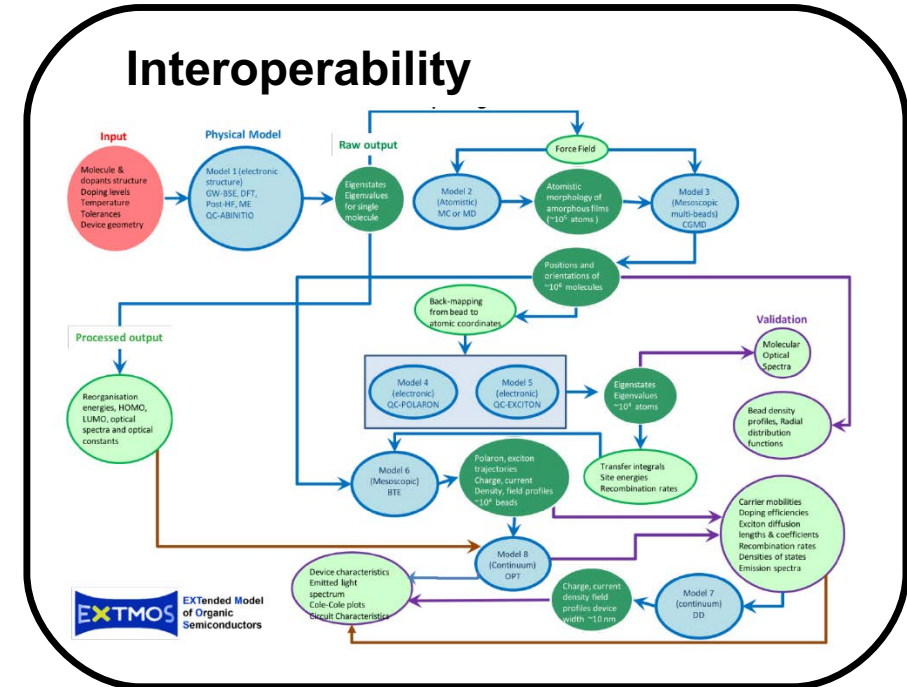 Interoperability
Input
Physical Model
Raw output
Molecule &
dopants structure
Doping levels
Temperature
Tolerances
Device geometry
Model 1 (electronic
structure)
GW-BSE, DFT,
Post-HF, ME
QC-ABINITIO
Eigenstates
Eigenvalues
for single
molecule
Force Field
Model 2
(Atomistic)
MC or MD
Atomistic
morphology of
amorphous films
(~10⁵ atoms )
Model 3
(Mesoscopic
multi-beads)
CGMD
Positions and
orientations of
molecules
Back-mapping
from bead to
atomic coordinates
Processed output
Reorganisation
energies, HOMO,
LUMO, optical
spectra and optical
constants
Model 4
(electronic)
QC-POLARON
Model 5
(electronic)
QC-EXCITON
Eigenstates
Eigenvalues
~10⁴ atoms
Validation
Molecular
Optical
Spectra
Bead density
profiles, Radial
distribution
functions
Model 6
(Mesoscopic)
BTE
Polaron, exciton
trajectories
Charge, current
Density, field profiles
~10⁴ beads
Transfer integrals
Site energies
Recombination rates
Carrier mobilities
Doping efficiencies
Exciton diffusion
lengths & coefficients
Recombination rates
Densities of states
Emission spectra
Model 8
(Continuum)
OPT
Device characteristics
Emitted light
spectrum
Cole-Cole plots
Circuit Characteristics
Charge, current
density field
profiles device
width ~10 nm
Model 7
(continuum)
DD
EXTMOS
EXTended Model
of Organic
Semiconductors